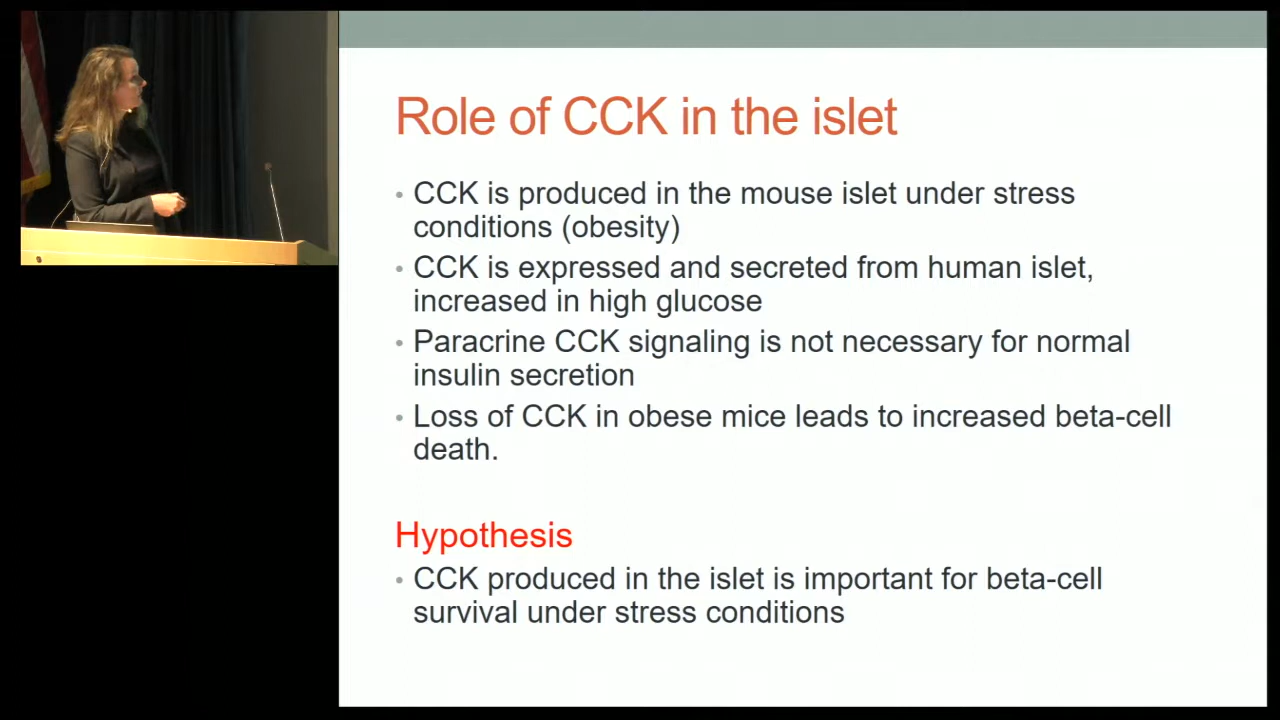 Role of CCK in the islet
• CCK is produced in the mouse islet under stress
conditions (obesity)
• CCK is expressed and secreted from human islet,
increased in high glucose
• Paracrine CCK signaling is not necessary for normal
insulin secretion
• Loss of CCK in obese mice leads to increased beta-cell
death.
Hypothesis
• CCK produced in the islet is important for beta-cell
survival under stress conditions